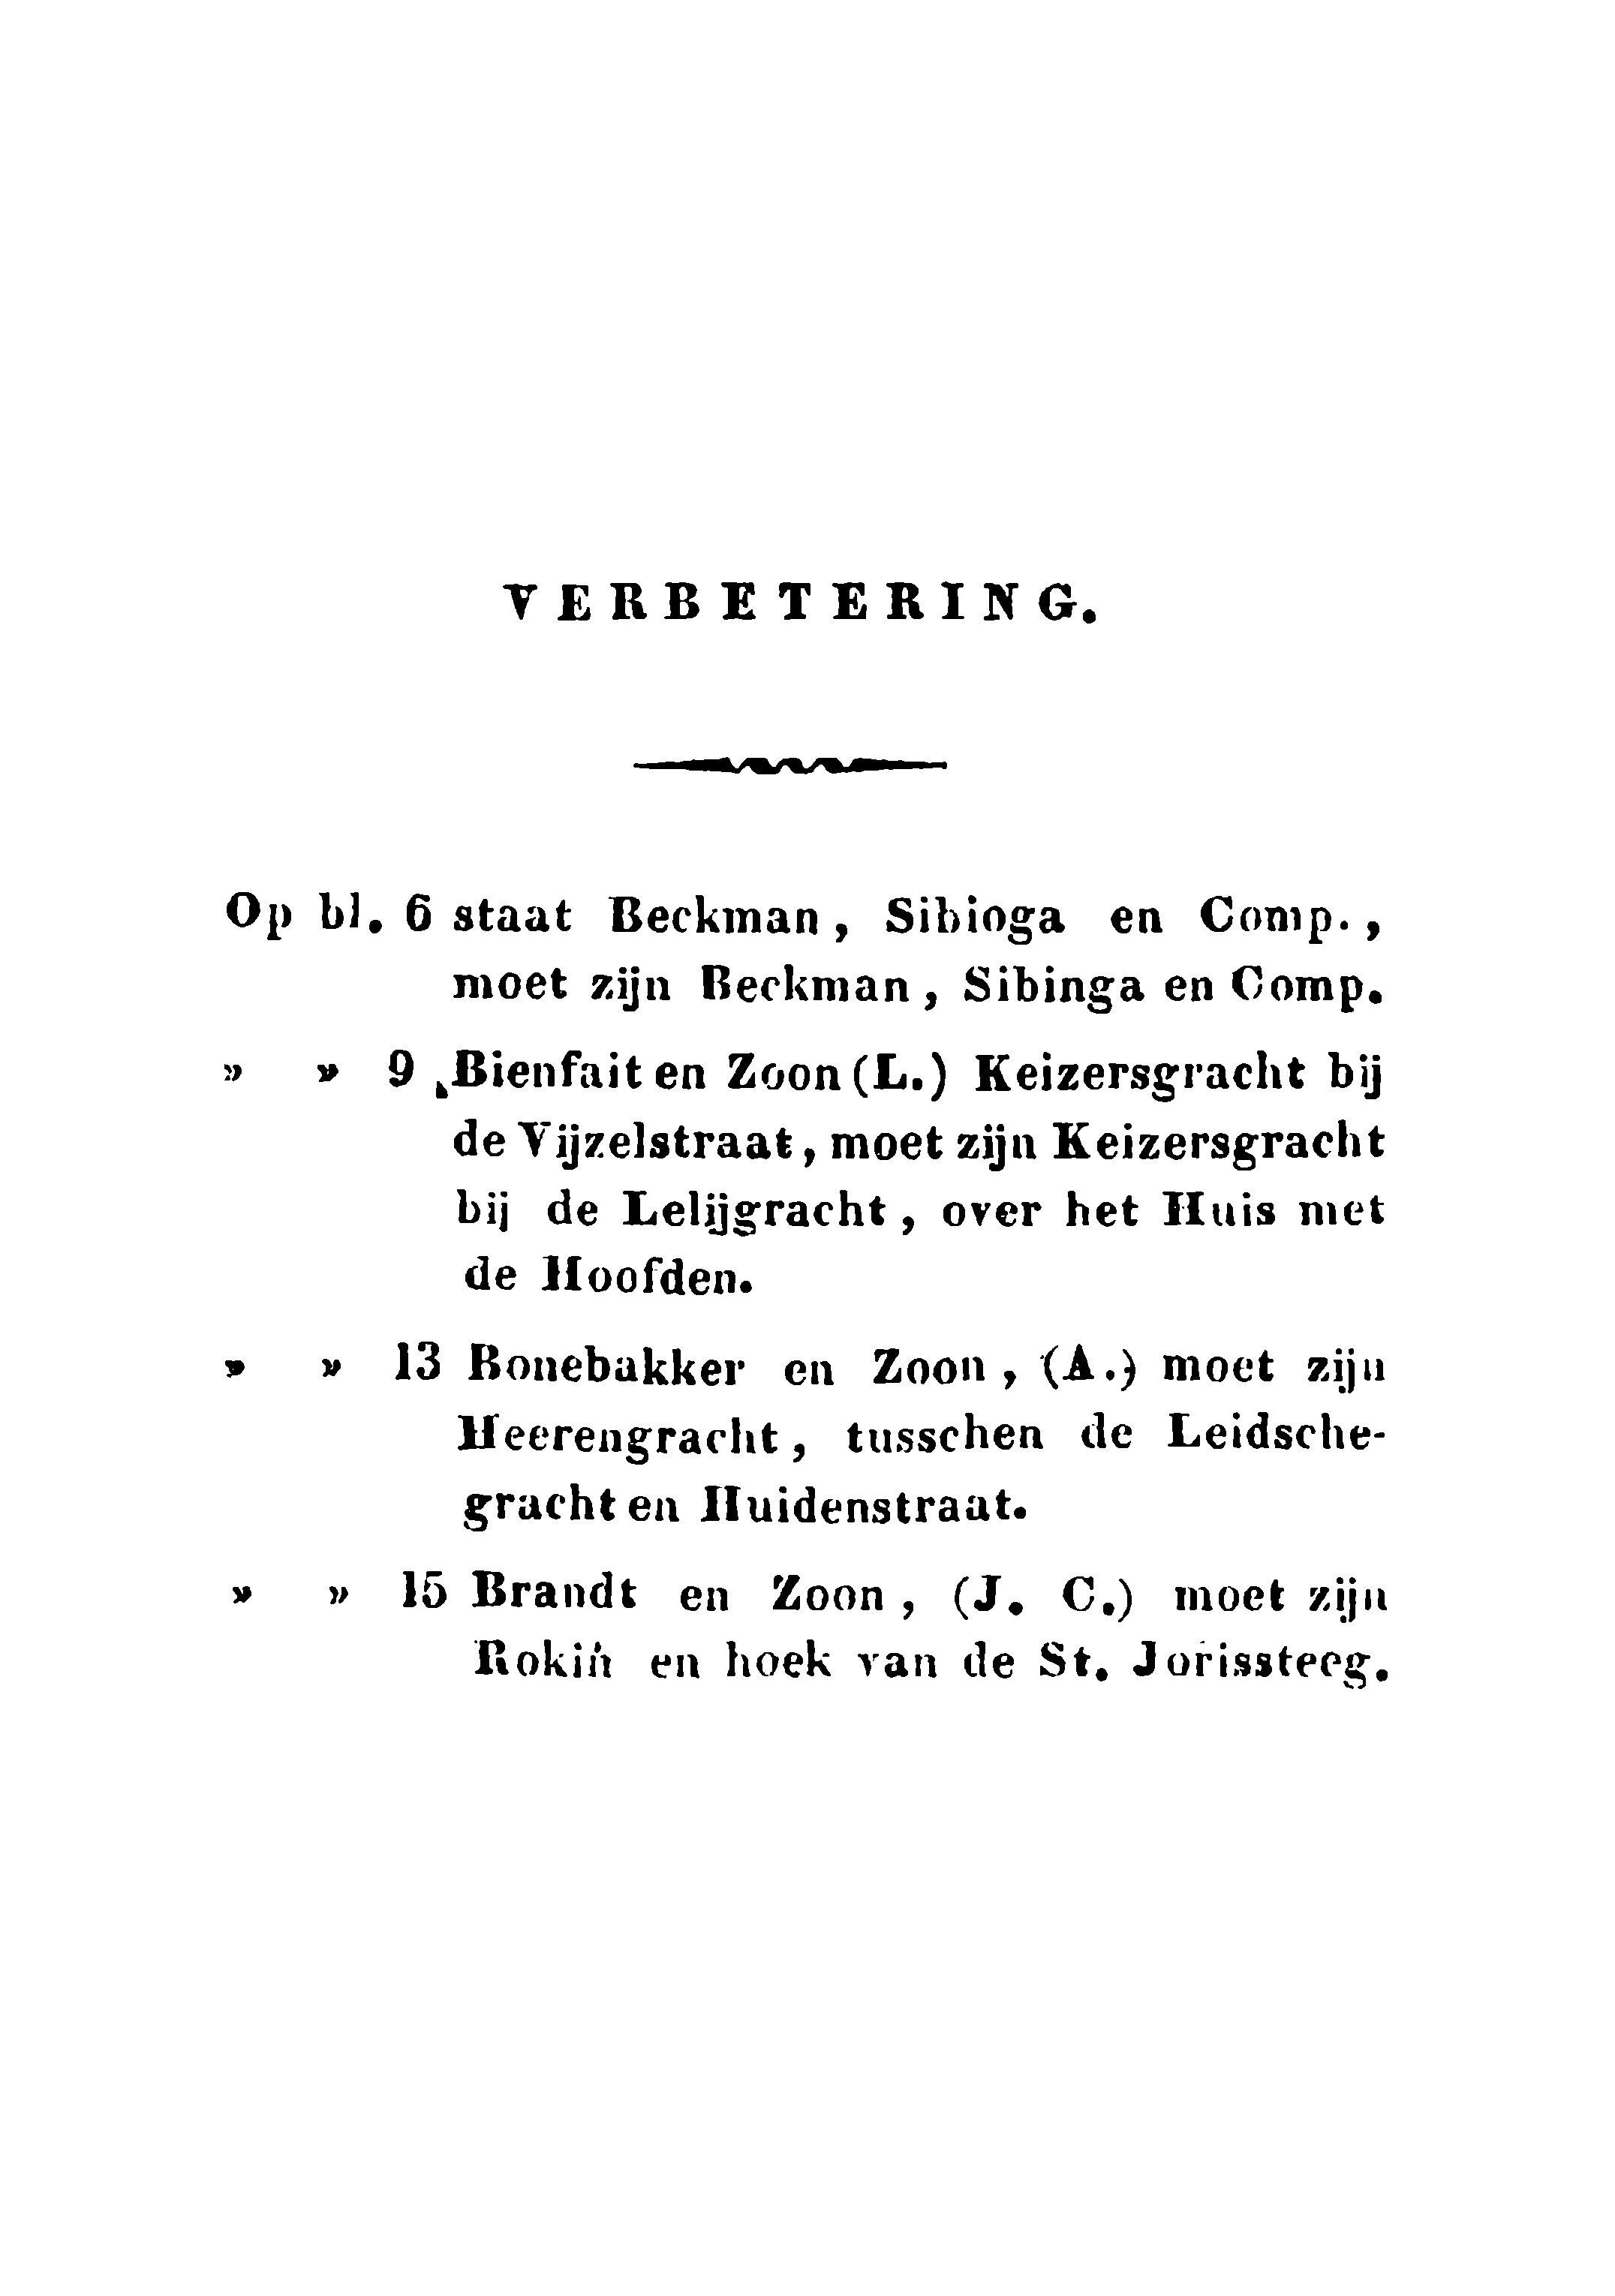 VERBETERING.
Op bl. 6 staat Beckman, Sibioga en Comp.,
moet zijn Beckman, Sibinga en Comp.
» » 9 Bienfait en Zoon (L.) Keizersgracht bij
de Vijzelstraat, moet zijn Keizersgracht
bij de Lelijgracht, over het Huis met
de Hoofden.
» » 13 Bonebakker en Zoon, (A.) moet zijn
Heerengracht, tusschen de Leidsche-
gracht en Huidenstraat.
» » 15 Brandt en Zoon, (J. C.) moet zijn
Rokin en hoek van de St. Jorissteeg.